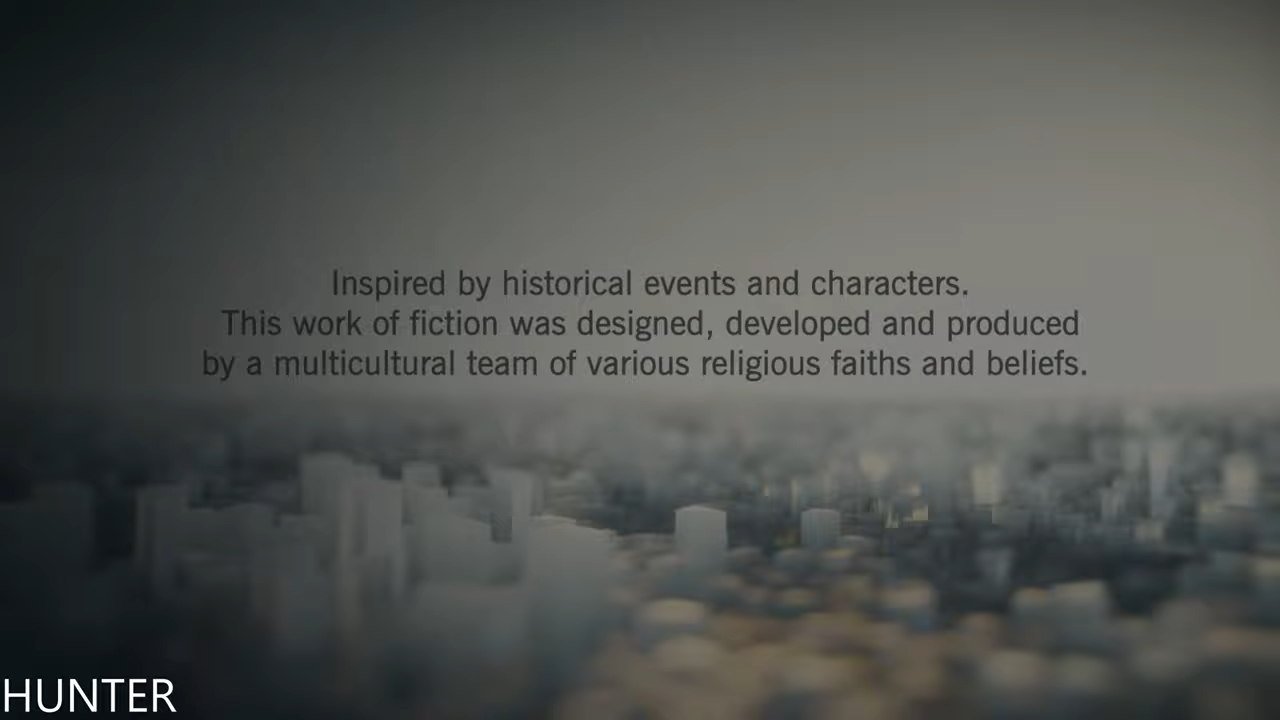 Inspired by historical events and characters.
This work of fiction was designed, developed and produced
by a multicultural team of various religious faiths and beliefs.
HUNTER